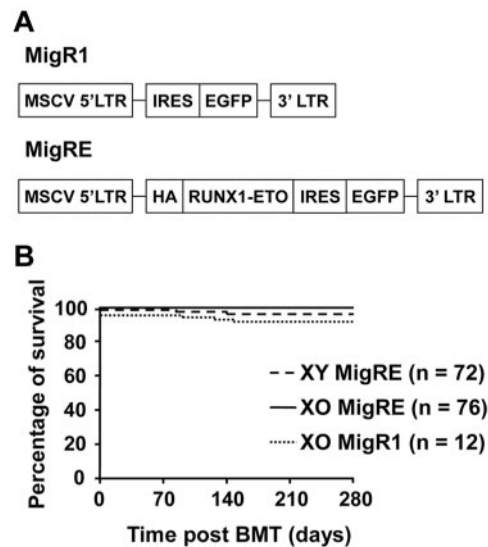 A
MigR1
MSCV 5'LTR IRES EGFP 3' LTR
MigRE
MSCV 5'LTR HA RUNX1-ETO IRES EGFP 3' LTR
B
Percentage of survival
100
80
60
40
20
0
XY MigRE (n = 72)
XO MigRE (n = 76)
XO MigR1 (n = 12)
0 70 140 210 280
Time post BMT (days)